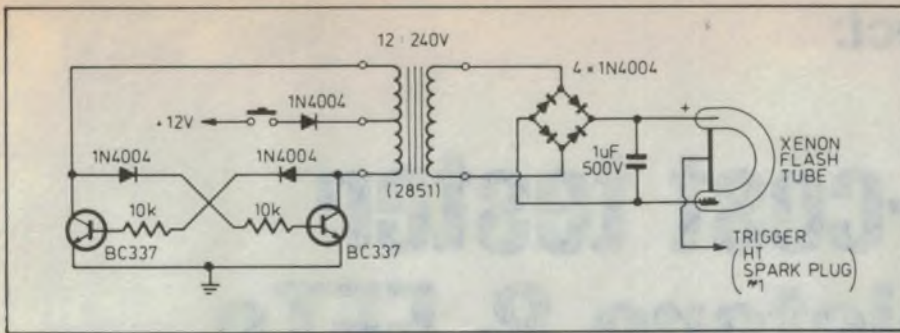 12 : 240V
4 × 1N4004
1N4004
+12V
1N4004
1N4004
(2851)
10k
10k
BC337
BC337
1uF
500V
+
XENON
FLASH
TUBE
TRIGGER
HT
SPARK PLUG
#1